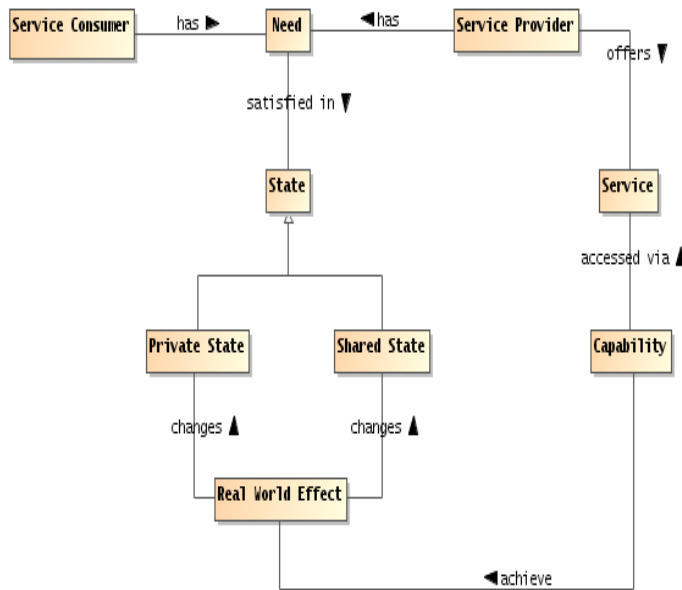 Service Consumer
has
Need
has
Service Provider
offers
satisfied in
State
Service
accessed via
Private State
Shared State
Capability
changes
changes
Real World Effect
achieve